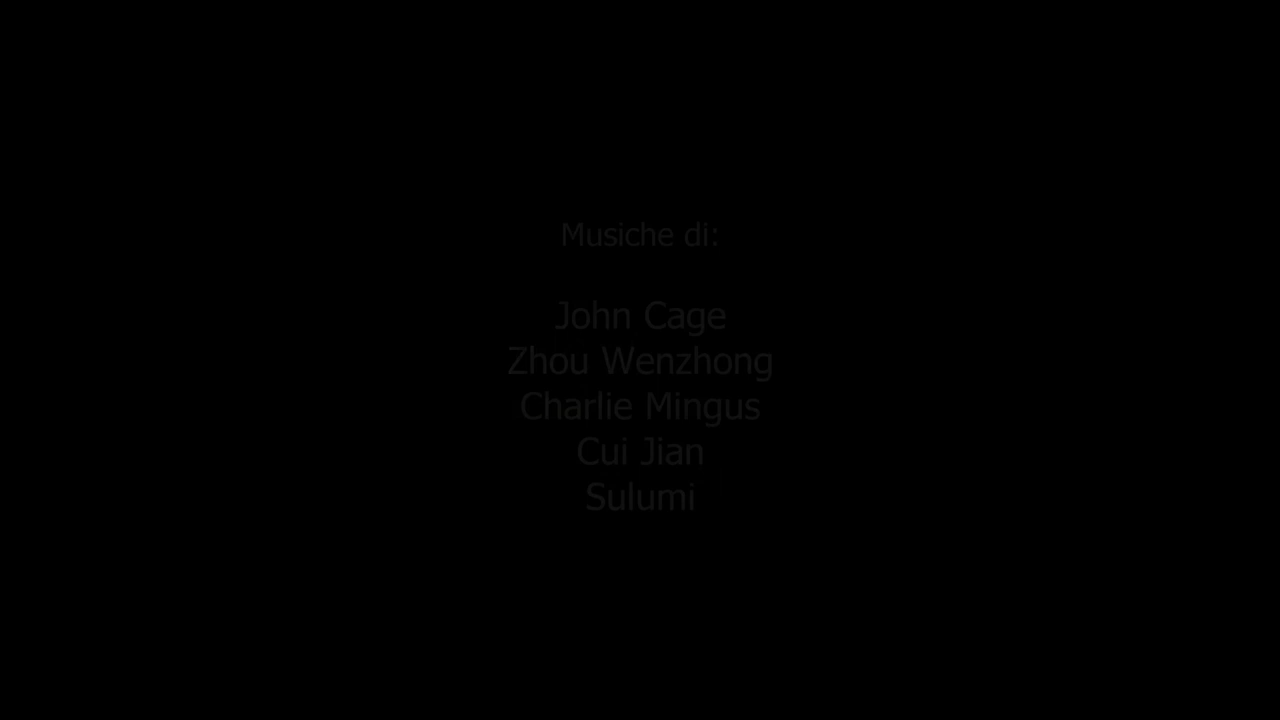 Musiche di:
John Cage
Zhou Wenzhong
Charlie Mingus
Cui Jian
Sulumi